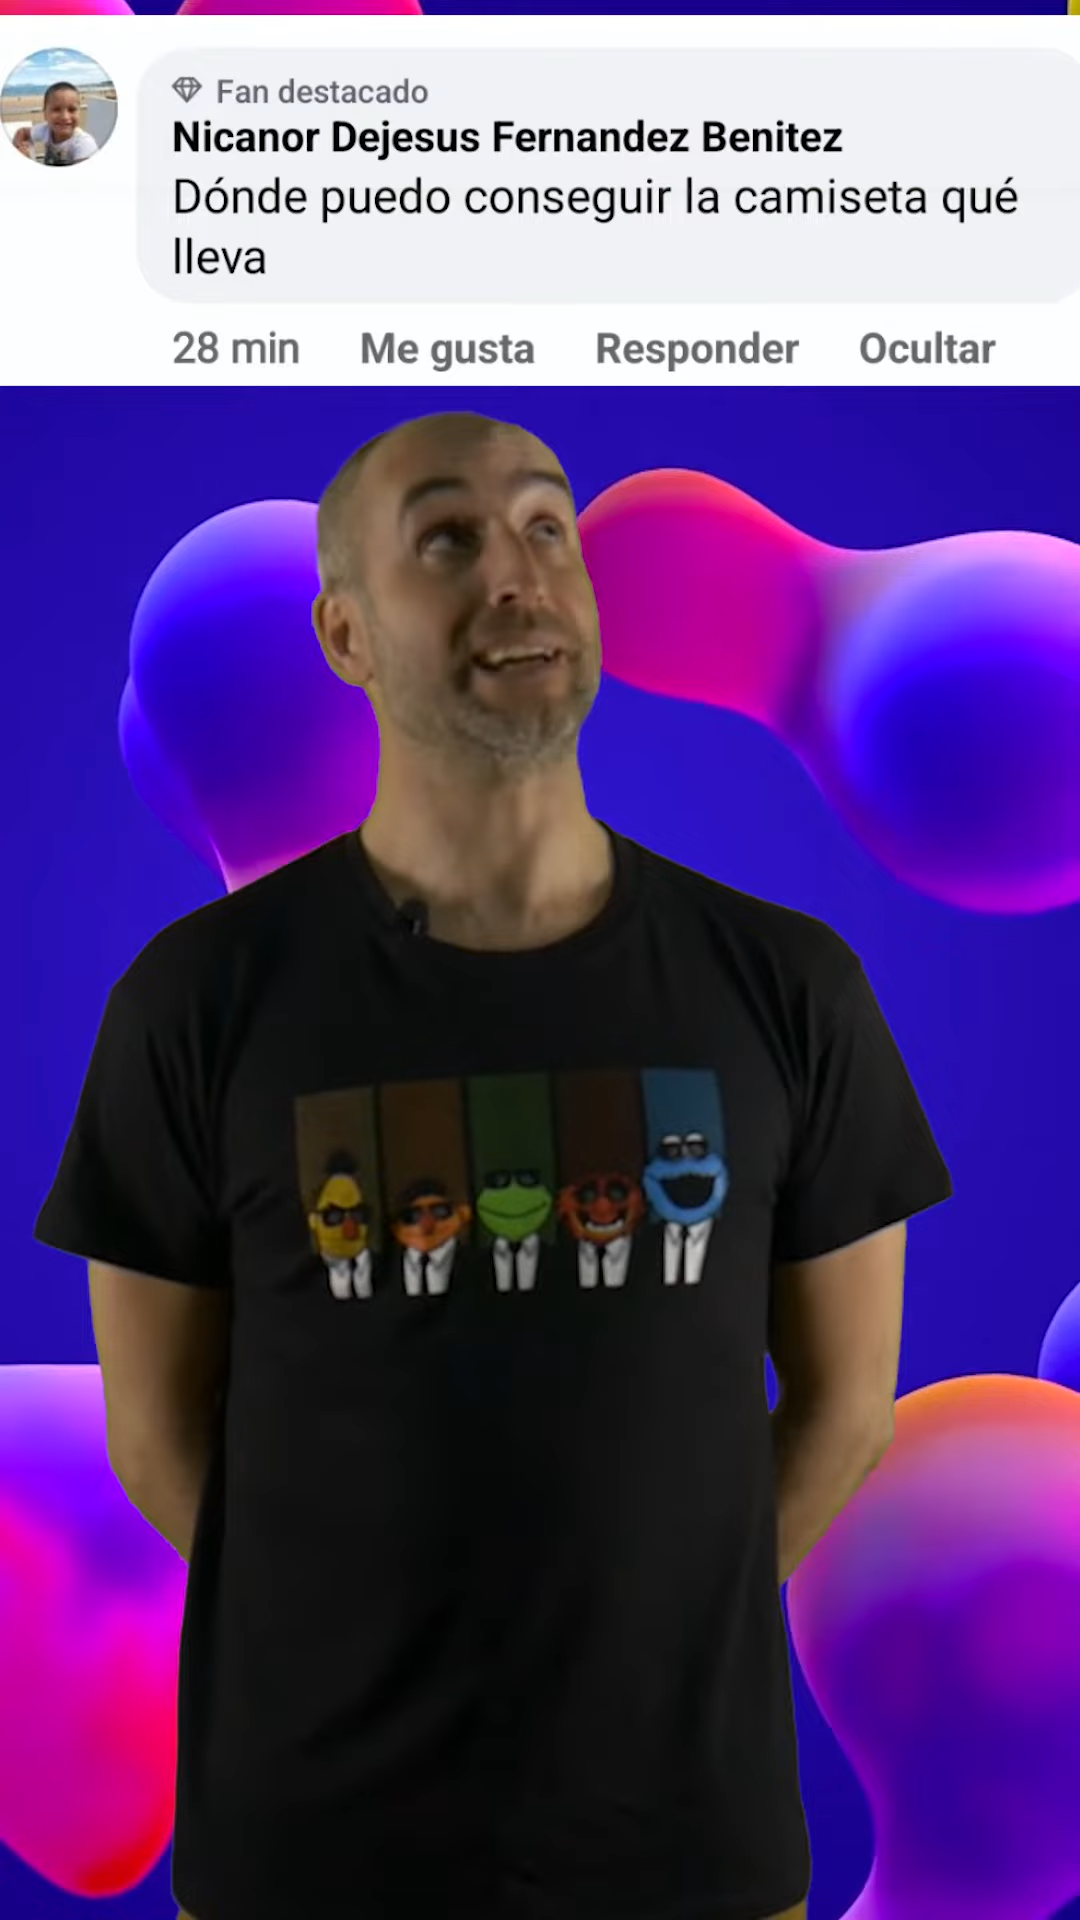 Fan destacado
Nicanor Dejesus Fernandez Benitez
Dónde puedo conseguir la camiseta qué
lleva
28 min Me gusta Responder Ocultar